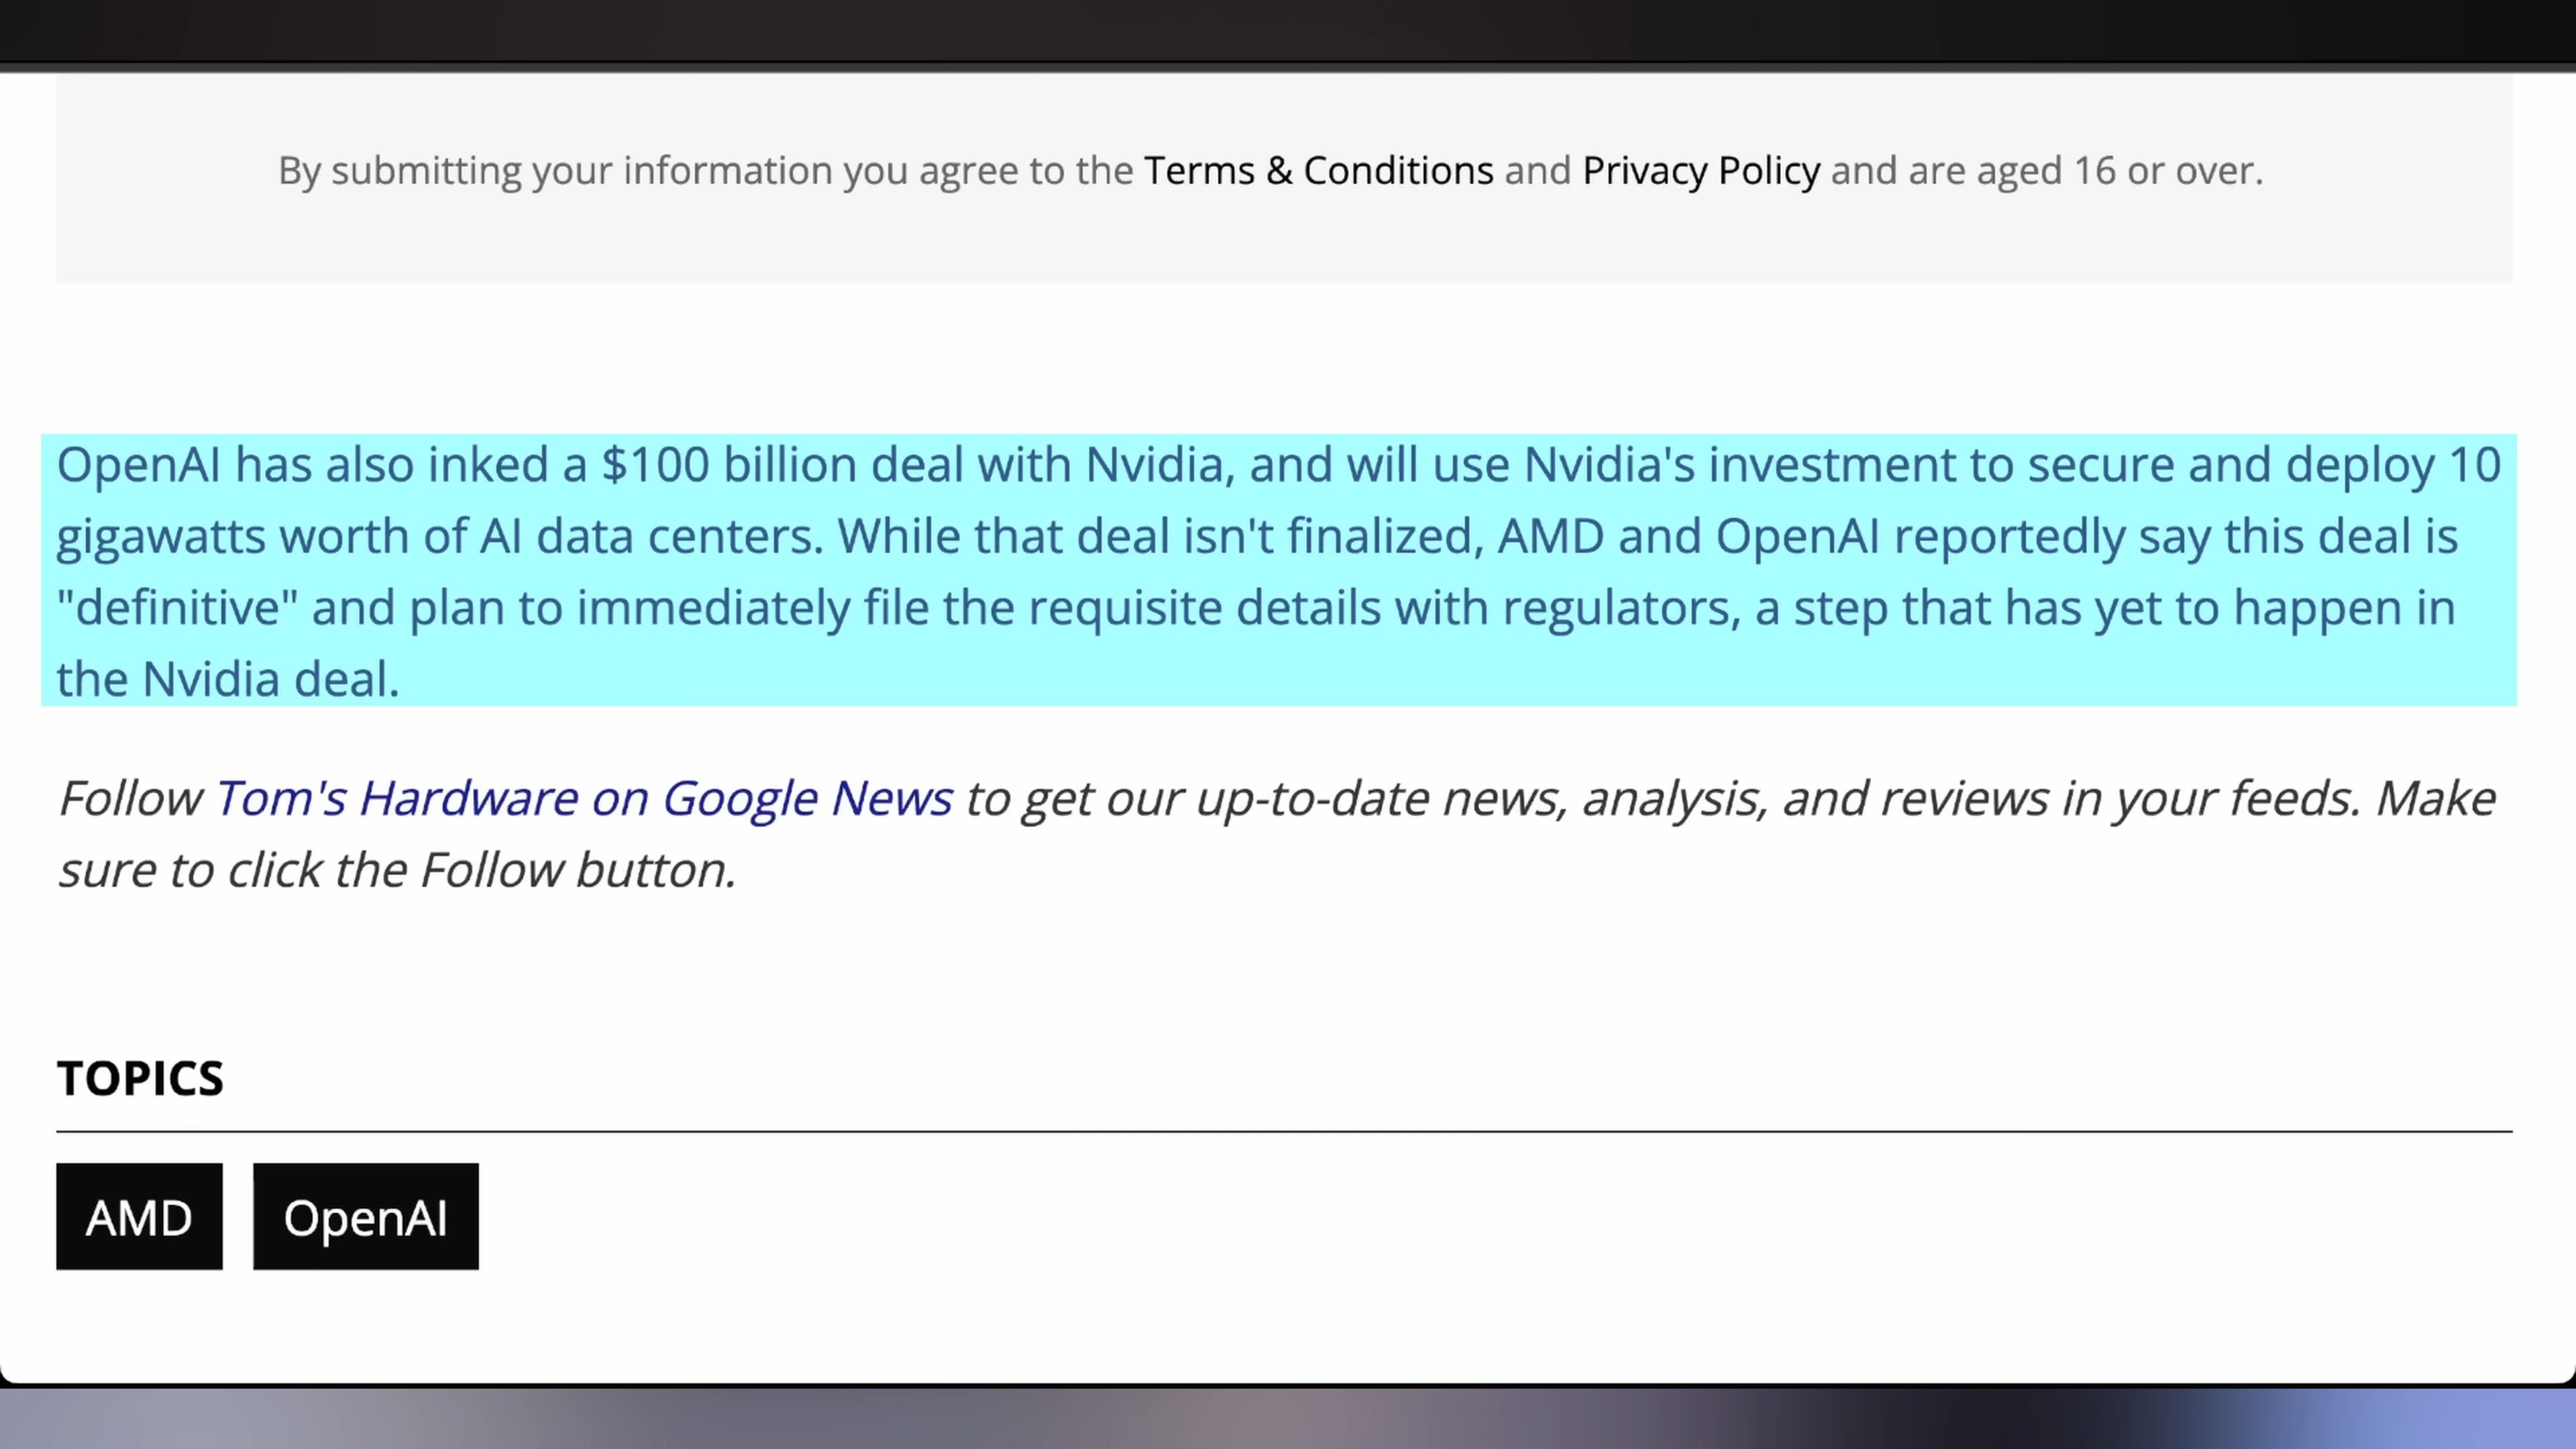 By submitting your information you agree to the Terms & Conditions and Privacy Policy and are aged 16 or over.
OpenAI has also inked a $100 billion deal with Nvidia, and will use Nvidia's investment to secure and deploy 10
gigawatts worth of AI data centers. While that deal isn't finalized, AMD and OpenAI reportedly say this deal is
"definitive" and plan to immediately file the requisite details with regulators, a step that has yet to happen in
the Nvidia deal.
Follow Tom's Hardware on Google News to get our up-to-date news, analysis, and reviews in your feeds. Make
sure to click the Follow button.
TOPICS
AMD OpenAI